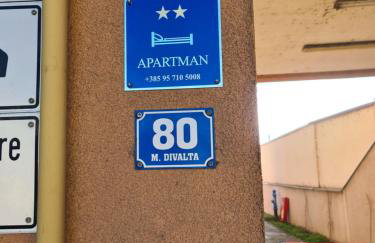 APARTMAN
+385 95 710 5008
80
M. DIVALTA
re